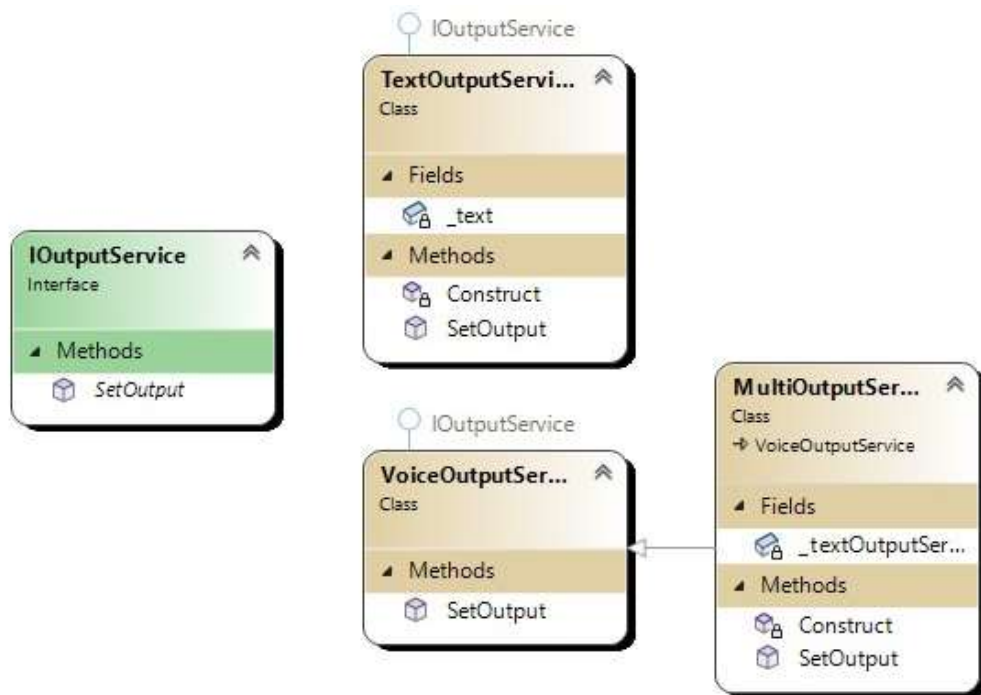 IOutputService
Interface
Methods
SetOutput
IOutputService
TextOutputServi...
Class
Fields
_text
Methods
Construct
SetOutput
IOutputService
VoiceOutputSer...
Class
Methods
SetOutput
MultiOutputSer...
Class
VoiceOutputService
Fields
_textOutputSer...
Methods
Construct
SetOutput